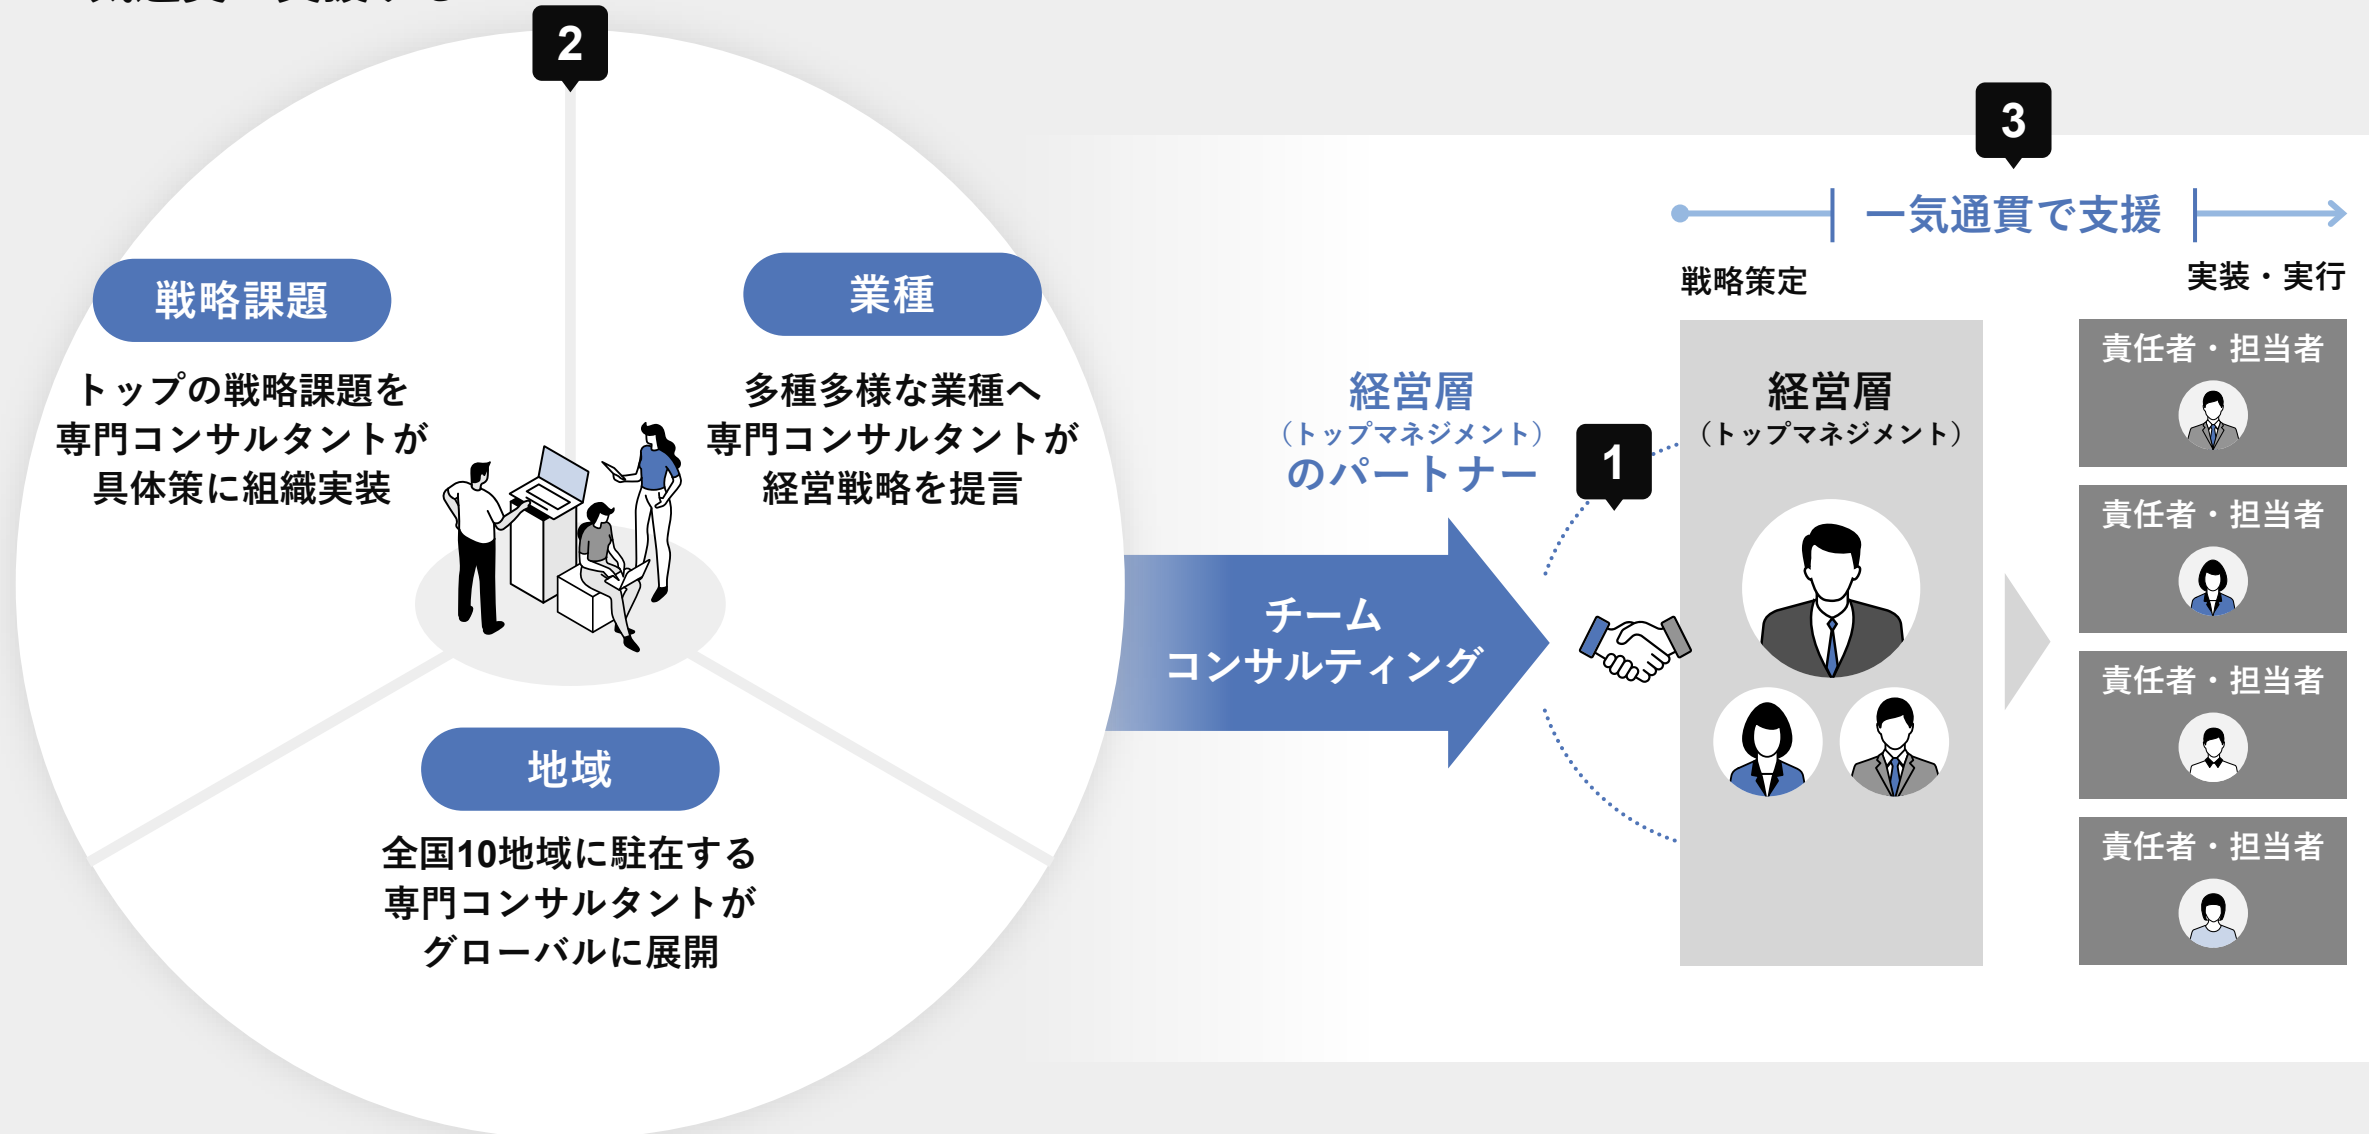 2
戦略課題
トップの戦略課題を
専門コンサルタントが
具体策に組織実装
業種
多種多様な業種へ
専門コンサルタントが
経営戦略を提言
地域
全国10地域に駐在する
専門コンサルタントが
グローバルに展開
経営層
（トップマネジメント）
のパートナー
チーム
コンサルティング
1
3
一気通貫で支援
戦略策定
実装・実行
経営層
（トップマネジメント）
責任者・担当者
責任者・担当者
責任者・担当者
責任者・担当者